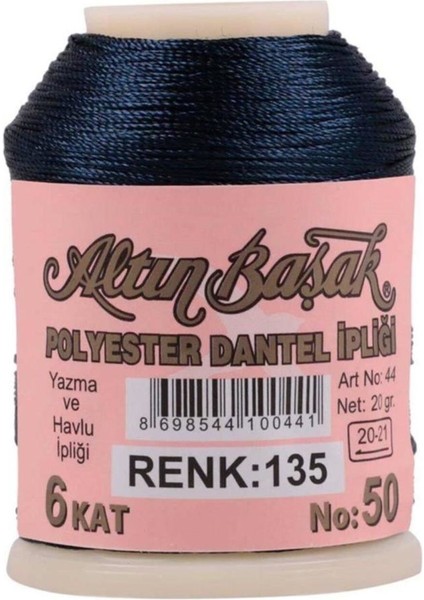 Altın Başak®
POLYESTER DANTEL İPLİĞİ
Yazma
ve
Havlu
İpliği
8 698544 100441
Art No: 44
Net: 20 gr.
20-21
RENK:135
6 KAT
No:50